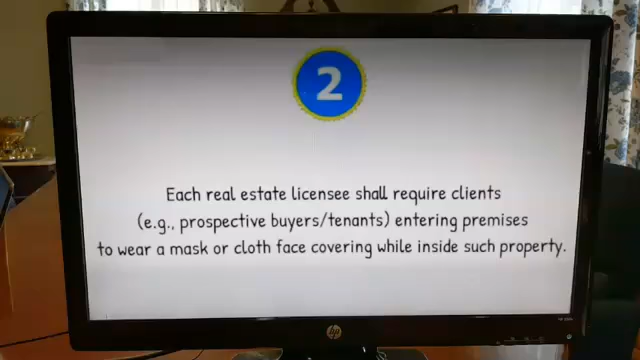 2
Each real estate licensee shall require clients
(e.g., prospective buyers/tenants) entering premises
to wear a mask or cloth face covering while inside such property.
hp